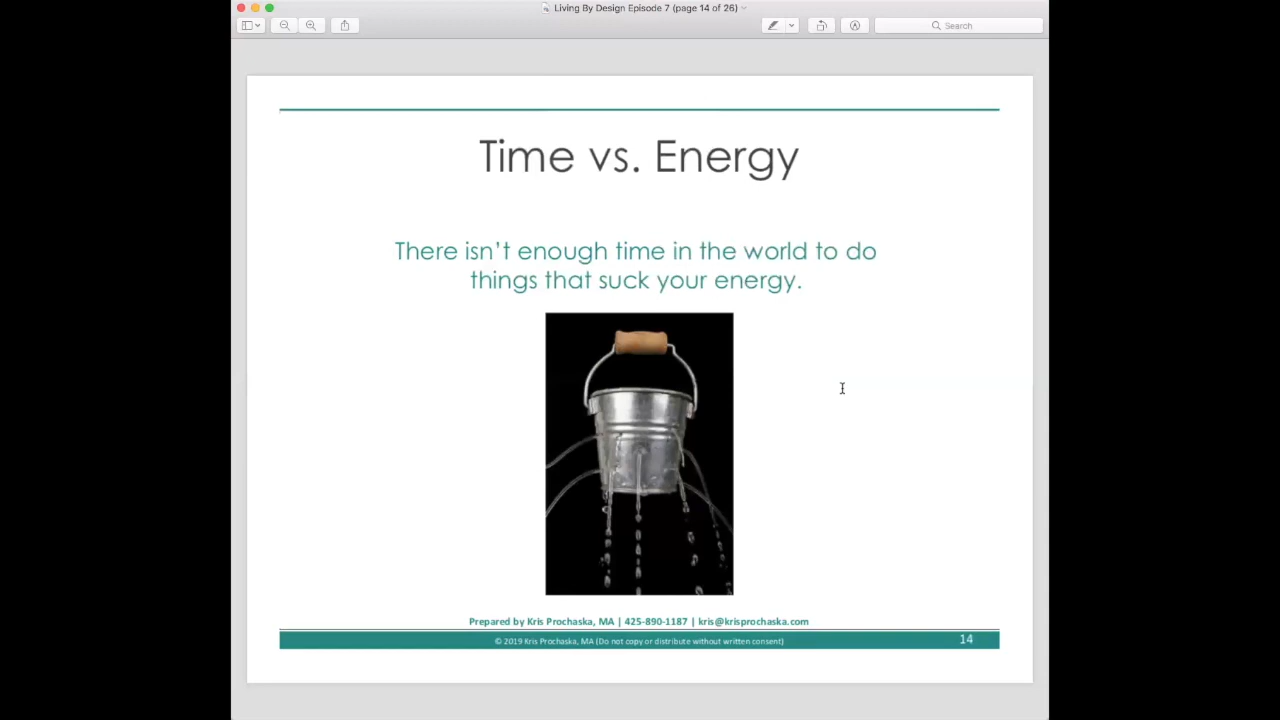 Living By Design Episode 7 (page 14 of 26)
Search
Time vs. Energy
There isn't enough time in the world to do
things that suck your energy.
Prepared by Kris Prochaska, MA | 425-890-1187 | kris@krisprochaska.com
© 2019 Kris Prochaska, MA (Do not copy or distribute without written consent)
14